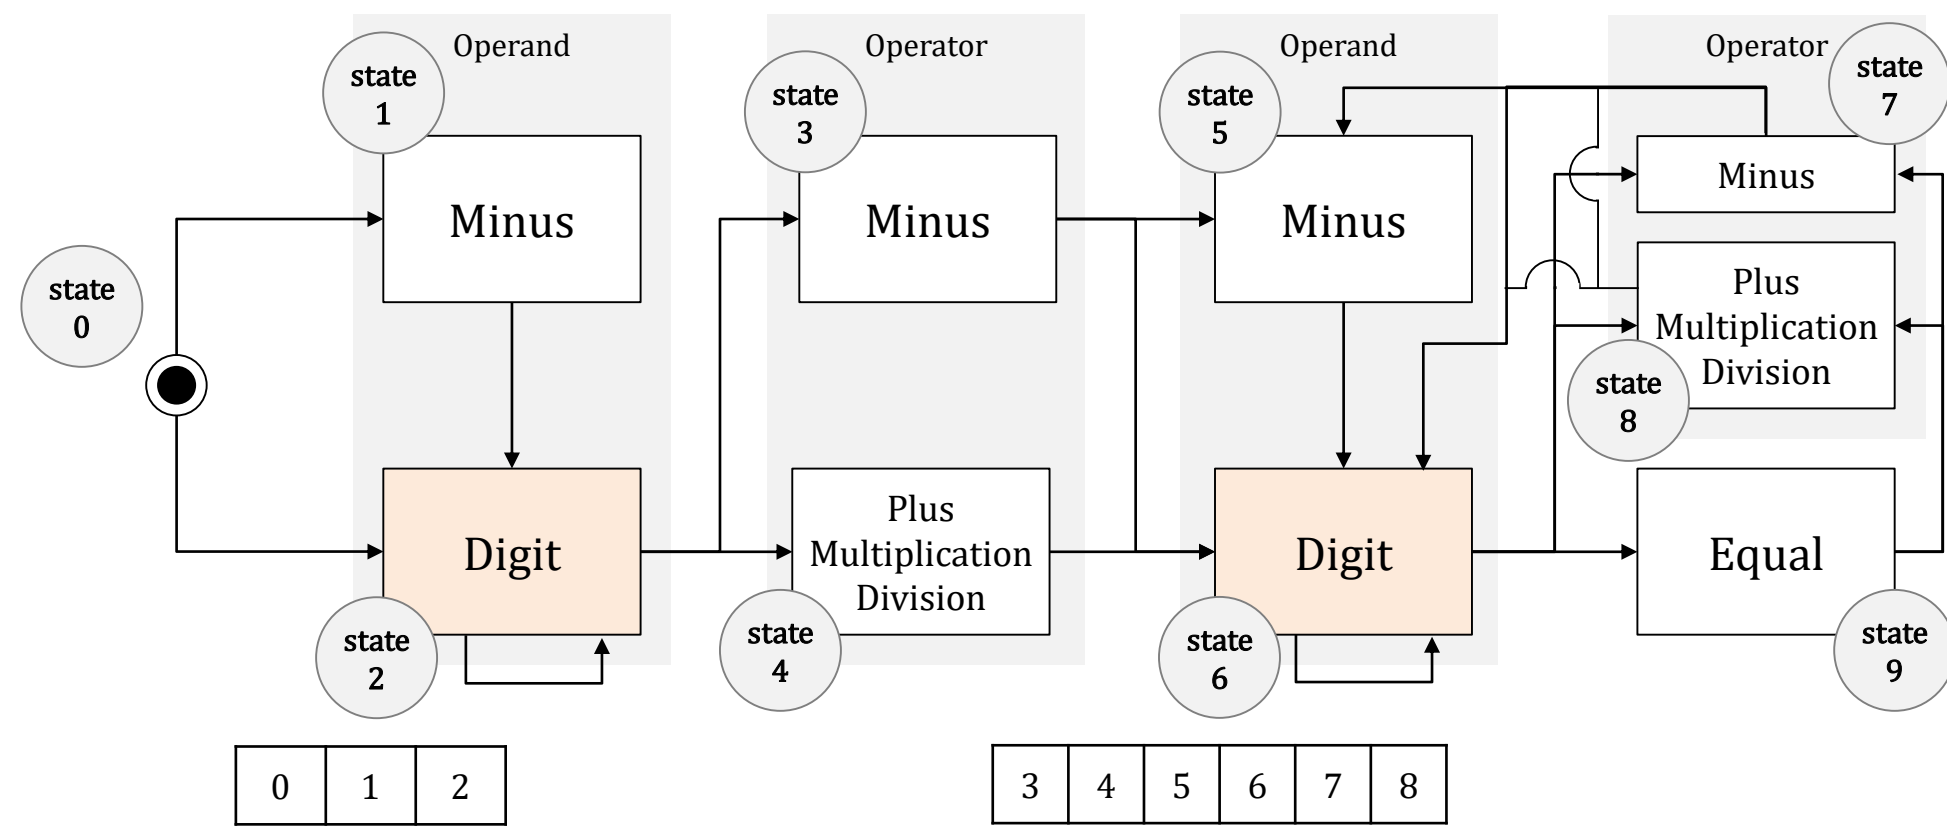 Operand
Operator
Operand
Operator
state
1
state
3
state
5
state
7
Minus
Minus
Minus
Minus
state
0
Plus
Multiplication
Division
state
8
Digit
Plus
Multiplication
Division
Digit
Equal
state
2
state
4
state
6
state
9
0 1 2
3 4 5 6 7 8